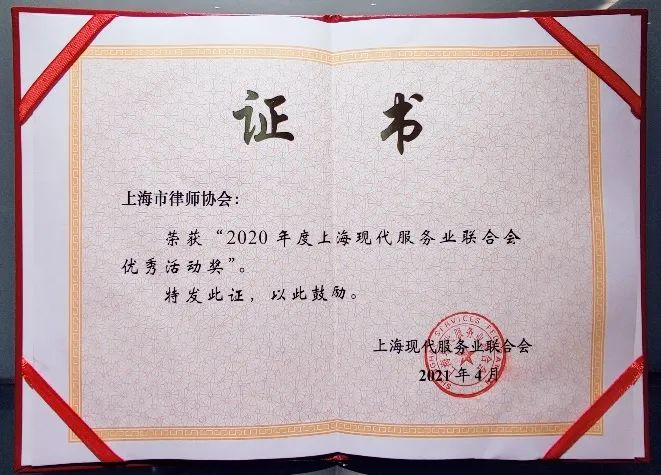 证 书
上海市律师协会：
荣获“2020 年度上海现代服务业联合会
优秀活动奖”。
特发此证，以此鼓励。
上海现代服务业联合会
2021 年 4 月